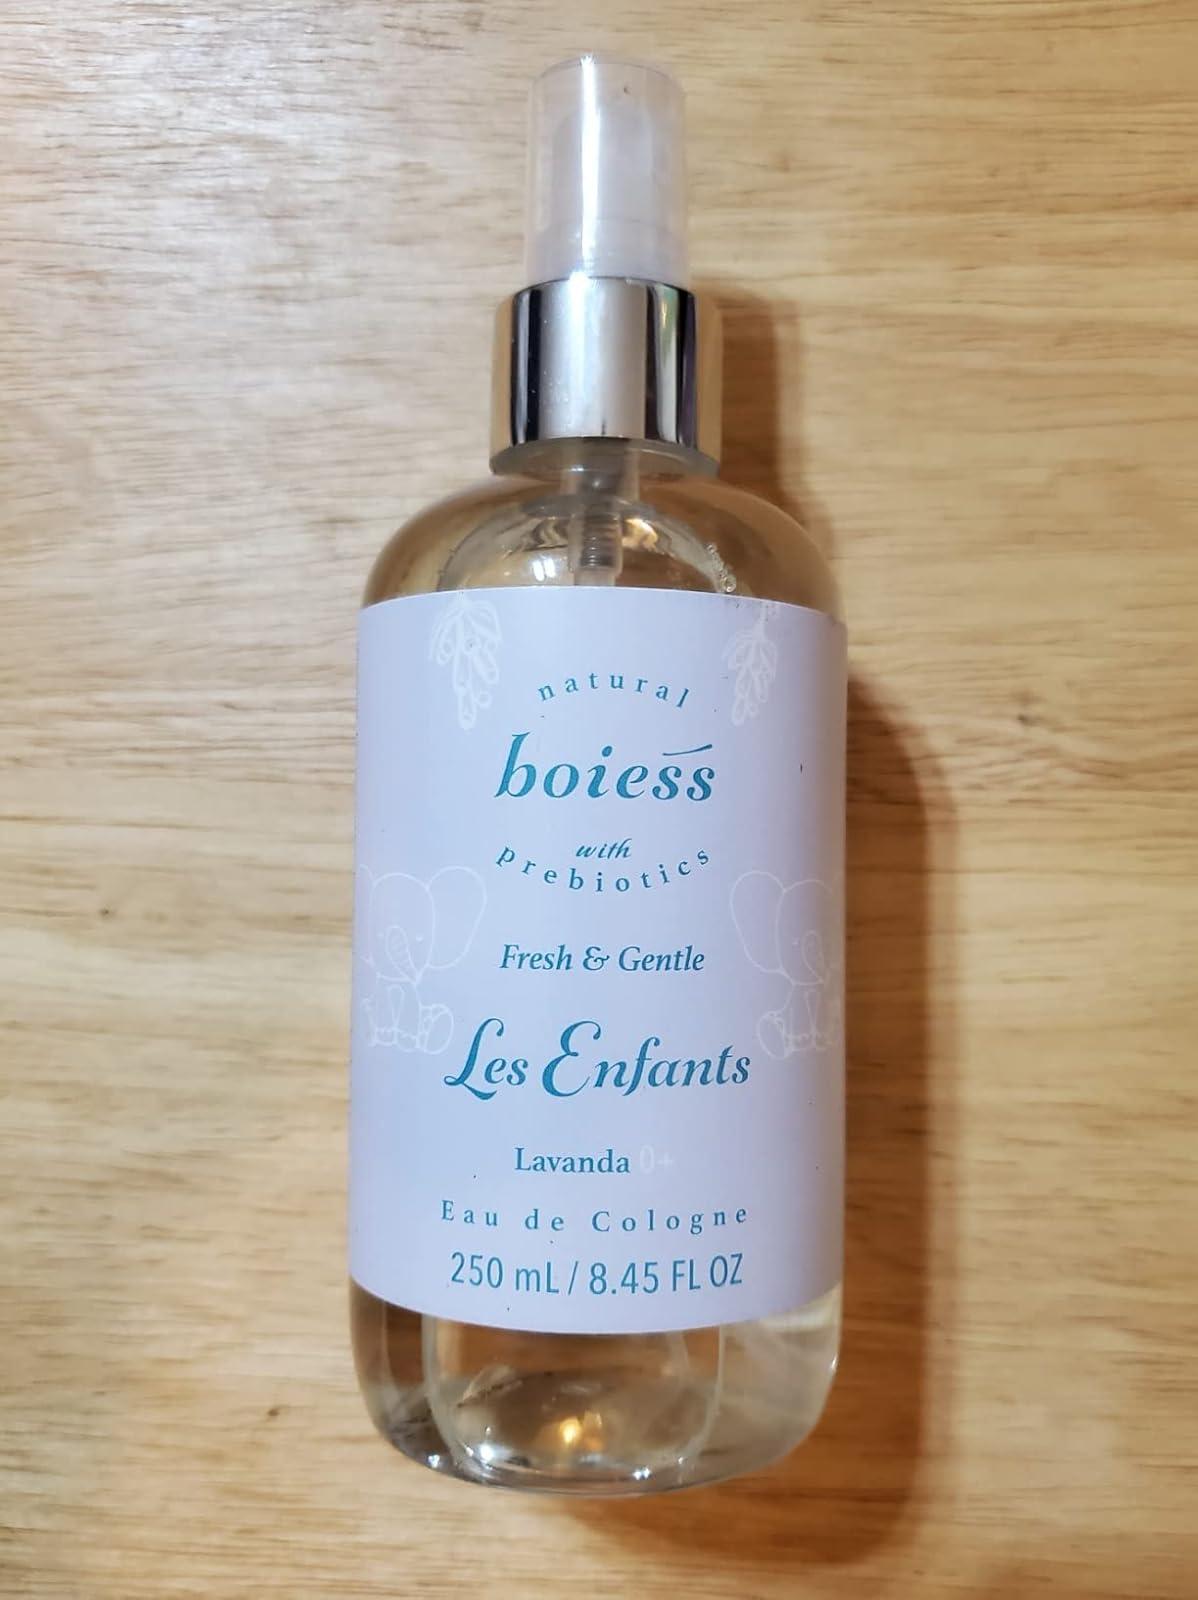 natural
boiess
with
prebiotics
Fresh & Gentle
Les Enfants
Lavanda 0+
Eau de Cologne
250 mL / 8.45 FL OZ